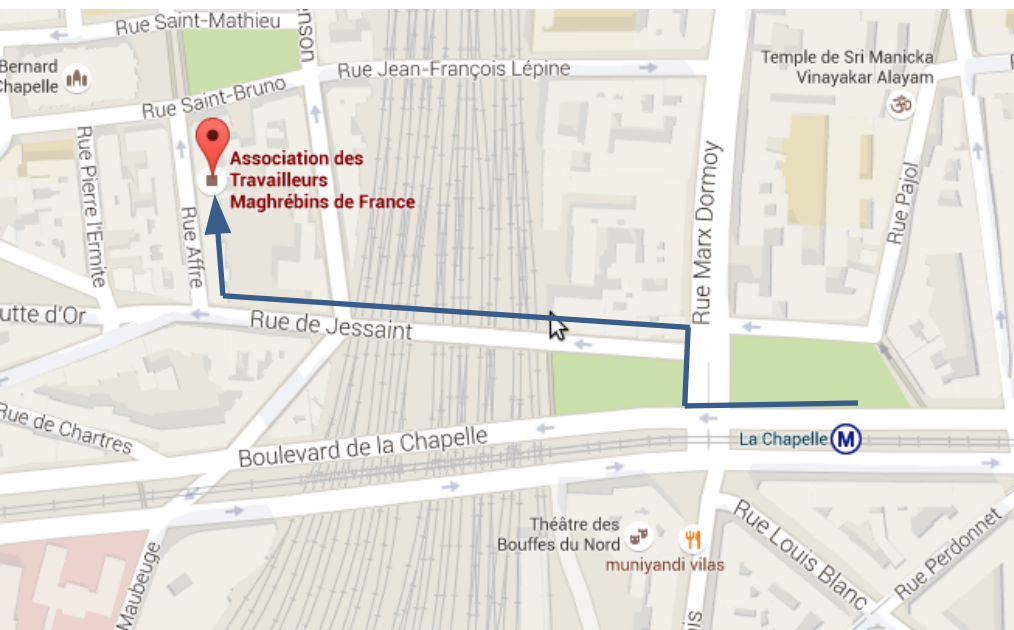 Rue Saint-Mathieu
enson
Bernard
Chapelle
Rue Jean-François Lépine
Temple de Sri Manicka
Vinayakar Alayam
Rue Saint-Bruno
Association des
Travailleurs
Maghrébins de France
Rue Pierre l'Ermite
Rue Affre
Rue Marx Dormoy
Rue Pajol
utte d'Or
Rue de Jessaint
Rue de Chartres
Boulevard de la Chapelle
La Chapelle M
Théâtre des
Bouffes du Nord
muniyandi vilas
Rue Louis Blanc
Rue Perdonnet
Maubeuge
is